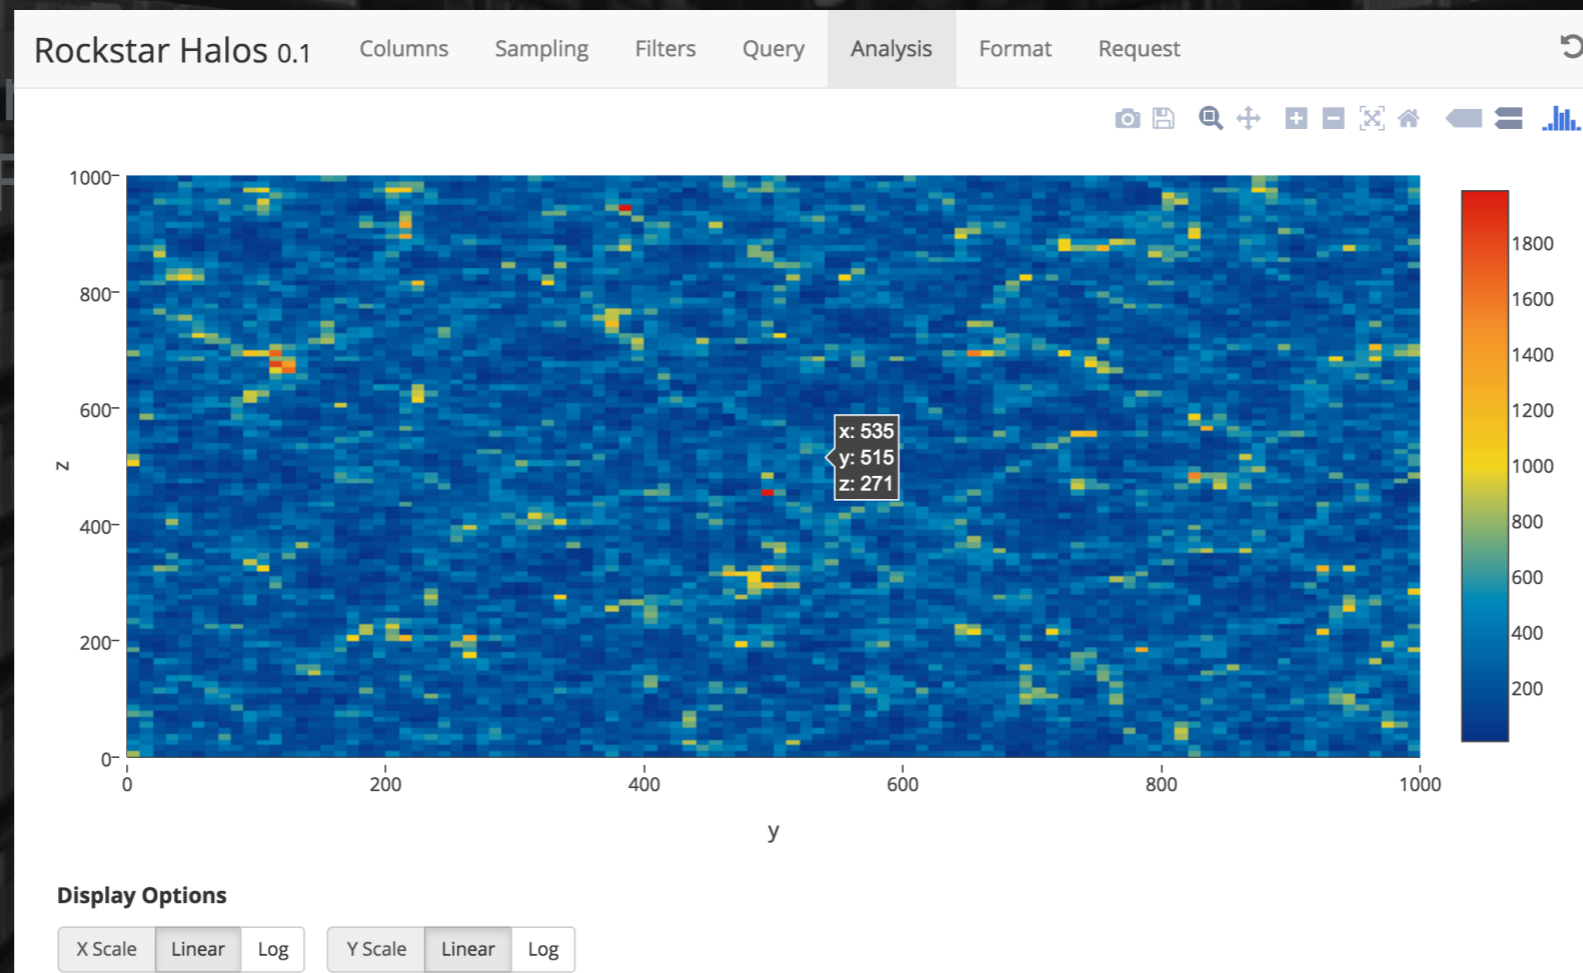 Rockstar Halos 0.1 Columns Sampling Filters Query Analysis Format Request
1000
800
600
400
200
0
z
0 200 400 600 800 1000
y
x: 535
y: 515
z: 271
1800
1600
1400
1200
1000
800
600
400
200
Display Options
X Scale Linear Log Y Scale Linear Log